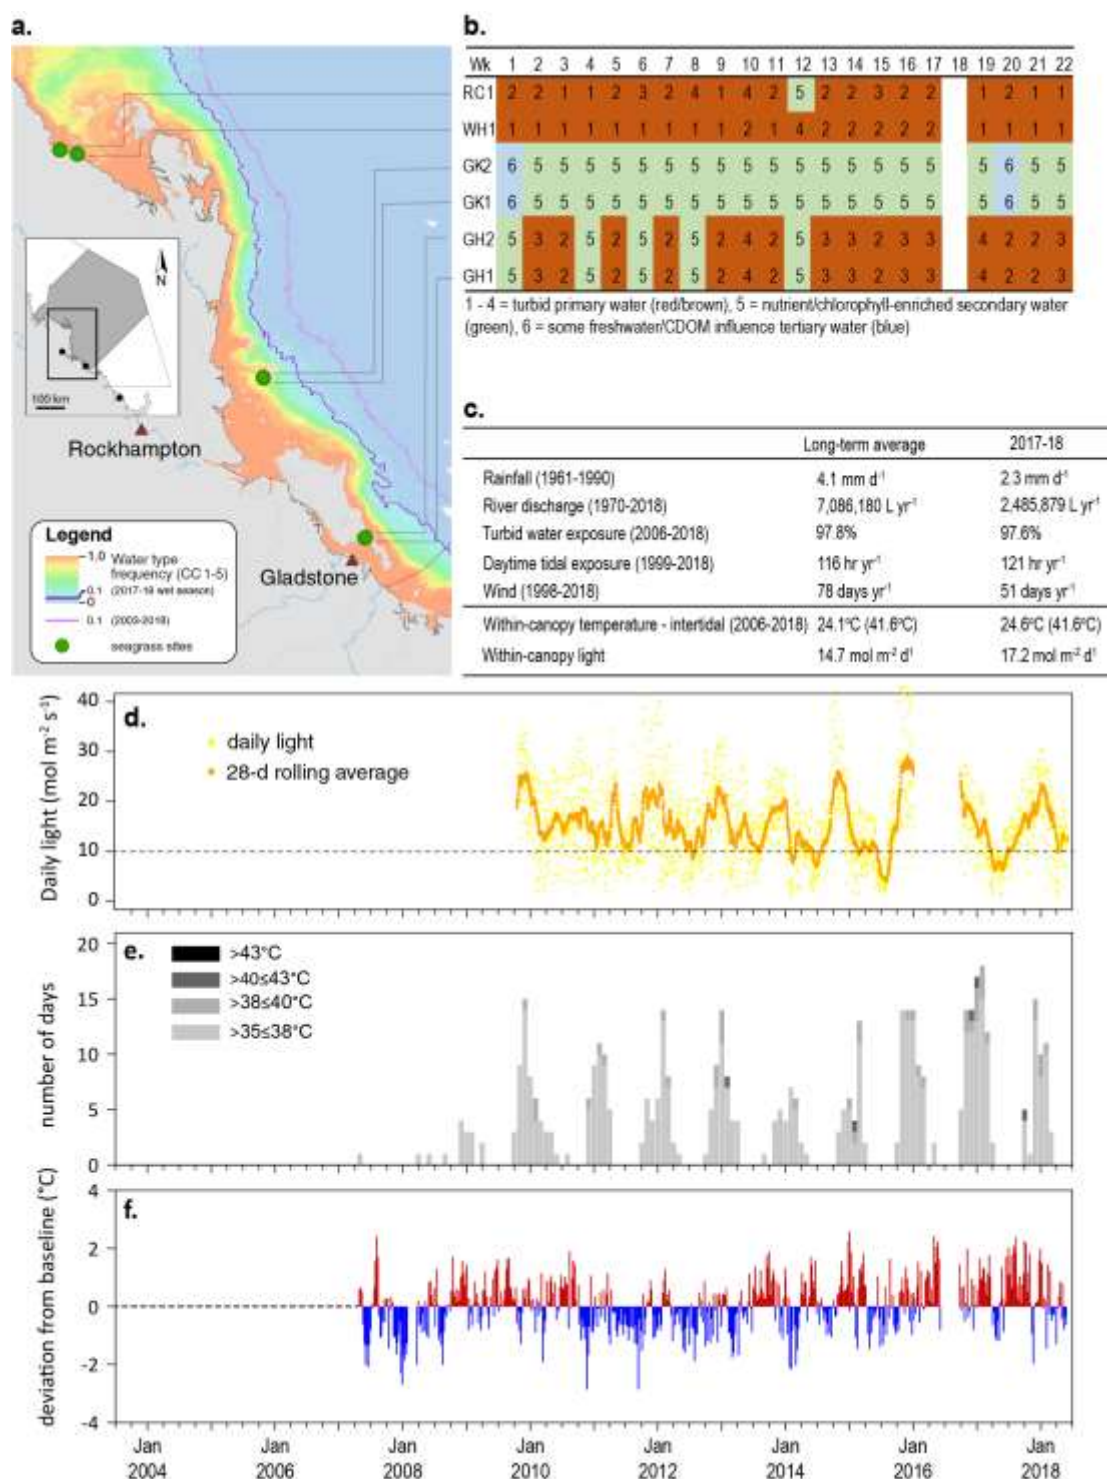 a.
N
100 km
Rockhampton
Gladstone
Legend
1.0 Water type
frequency (CC 1-5)
0.1 (2017-18 wet season)
0
0.1 (2003-2018)
seagrass sites
b.
Wk 1 2 3 4 5 6 7 8 9 10 11 12 13 14 15 16 17 18 19 20 21 22
RC1 2 2 1 1 2 3 2 4 1 4 2 5 2 2 3 2 2 1 2 1 1
WH1 1 1 1 1 1 1 1 1 1 2 1 4 2 2 2 2 2 1 1 1 1
GK2 6 5 5 5 5 5 5 5 5 5 5 5 5 5 5 5 5 5 6 5 5
GK1 6 5 5 5 5 5 5 5 5 5 5 5 5 5 5 5 5 5 6 5 5
GH2 5 3 2 5 2 5 2 5 2 4 2 5 3 3 2 3 3 4 2 2 3
GH1 5 3 2 5 2 5 2 5 2 4 2 5 3 3 2 3 3 4 2 2 3
1 - 4 = turbid primary water (red/brown), 5 = nutrient/chlorophyll-enriched secondary water
(green), 6 = some freshwater/CDOM influence tertiary water (blue)
c.
Long-term average 2017-18
Rainfall (1961-1990) 4.1 mm d-1 2.3 mm d-1
River discharge (1970-2018) 7,086,180 L yr-1 2,485,879 L yr-1
Turbid water exposure (2006-2018) 97.8% 97.6%
Daytime tidal exposure (1999-2018) 116 hr yr-1 121 hr yr-1
Wind (1998-2018) 78 days yr-1 51 days yr-1
Within-canopy temperature - intertidal (2006-2018) 24.1ºC (41.6ºC) 24.6ºC (41.6ºC)
Within-canopy light 14.7 mol m-2 d1 17.2 mol m-2 d1
d.
Daily light (mol m-2 s-1)
40
30
20
10
0
daily light
28-d rolling average
e.
number of days
20
15
10
5
0
>43°C
>40≤43°C
>38≤40°C
>35≤38°C
f.
deviation from baseline (°C)
4
2
0
-2
-4
Jan Jan Jan Jan Jan Jan Jan Jan
2004 2006 2008 2010 2012 2014 2016 2018